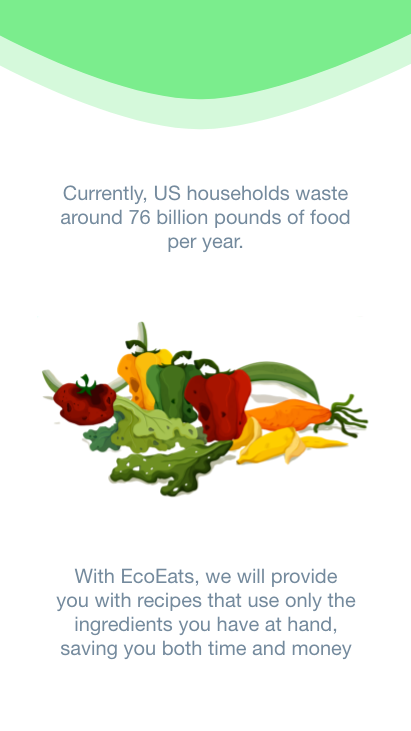 Currently, US households waste
around 76 billion pounds of food
per year.
With EcoEats, we will provide
you with recipes that use only the
ingredients you have at hand,
saving you both time and money